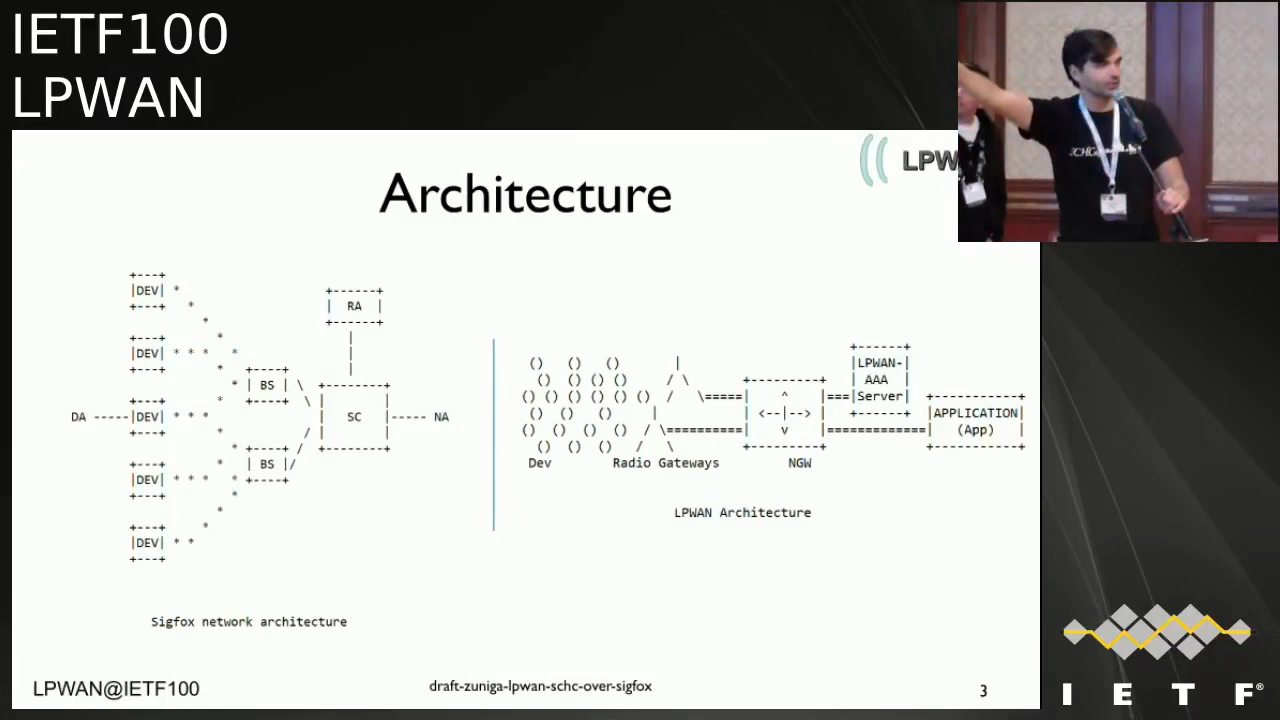 IETF100
LPWAN
LPW
Architecture
DEV
DEV
DEV
DEV
DEV
DA
BS
BS
RA
SC
NA
Sigfox network architecture
Dev
Radio Gateways
NGW
LPWAN-
AAA
Server
APPLICATION
(App)
LPWAN Architecture
LPWAN@IETF100
draft-zuniga-lpwan-schc-over-sigfox
3
I E T F®